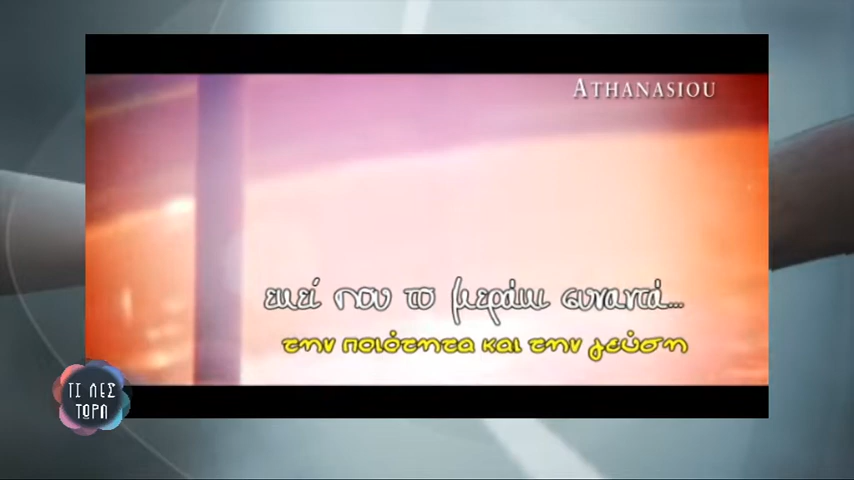 ATHANASIOU
εκεί που το μεράκι συναντά...
την ποιότητα και την γεύση
ΤΙ ΛΕΣ
ΤΩΡΑ